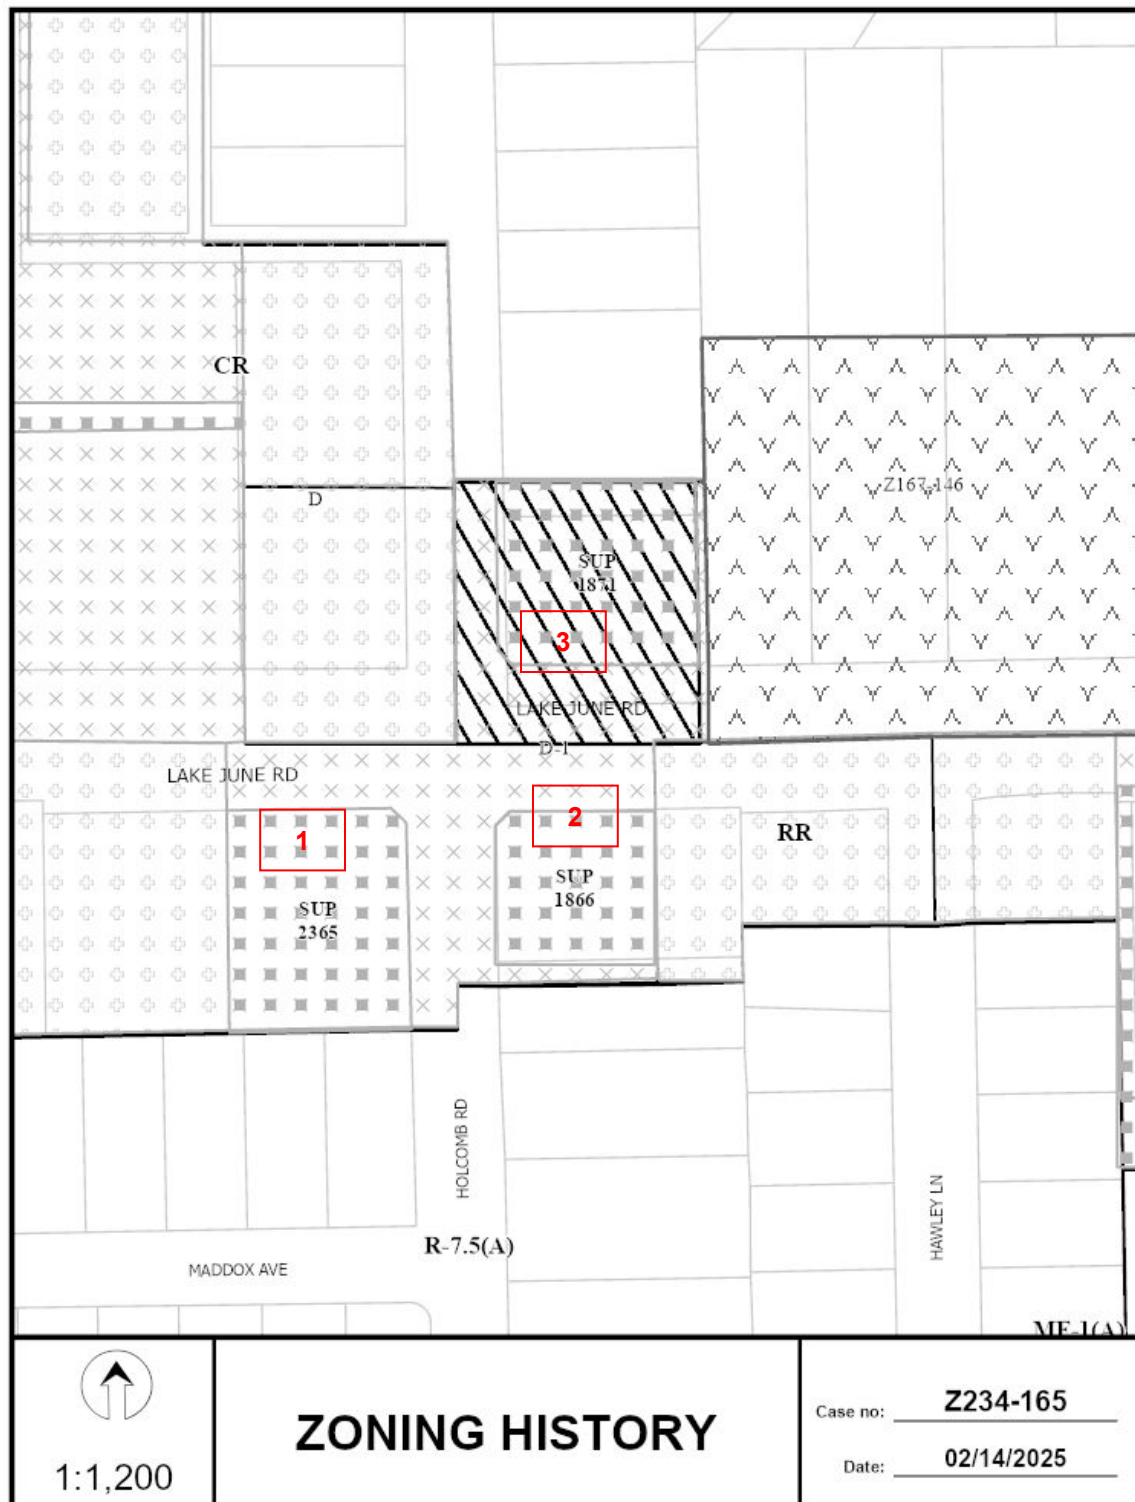 CR
D
Z167-146
SUP
1871
3
LAKE JUNE RD
D-1
LAKE JUNE RD
1
2
RR
SUP
1866
SUP
2365
HOLCOMB RD
HAWLEY LN
R-7.5(A)
MADDOX AVE
MF-1(A)
1:1,200
ZONING HISTORY
Case no: Z234-165
Date: 02/14/2025